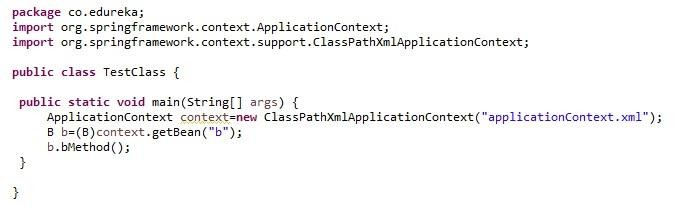 package co.edureka;
import org.springframework.context.ApplicationContext;
import org.springframework.context.support.ClassPathXmlApplicationContext;
public class TestClass {
public static void main(String[] args) {
ApplicationContext context=new ClassPathXmlApplicationContext("applicationContext.xml");
B b=(B)context.getBean("b");
b.bMethod();
}
}